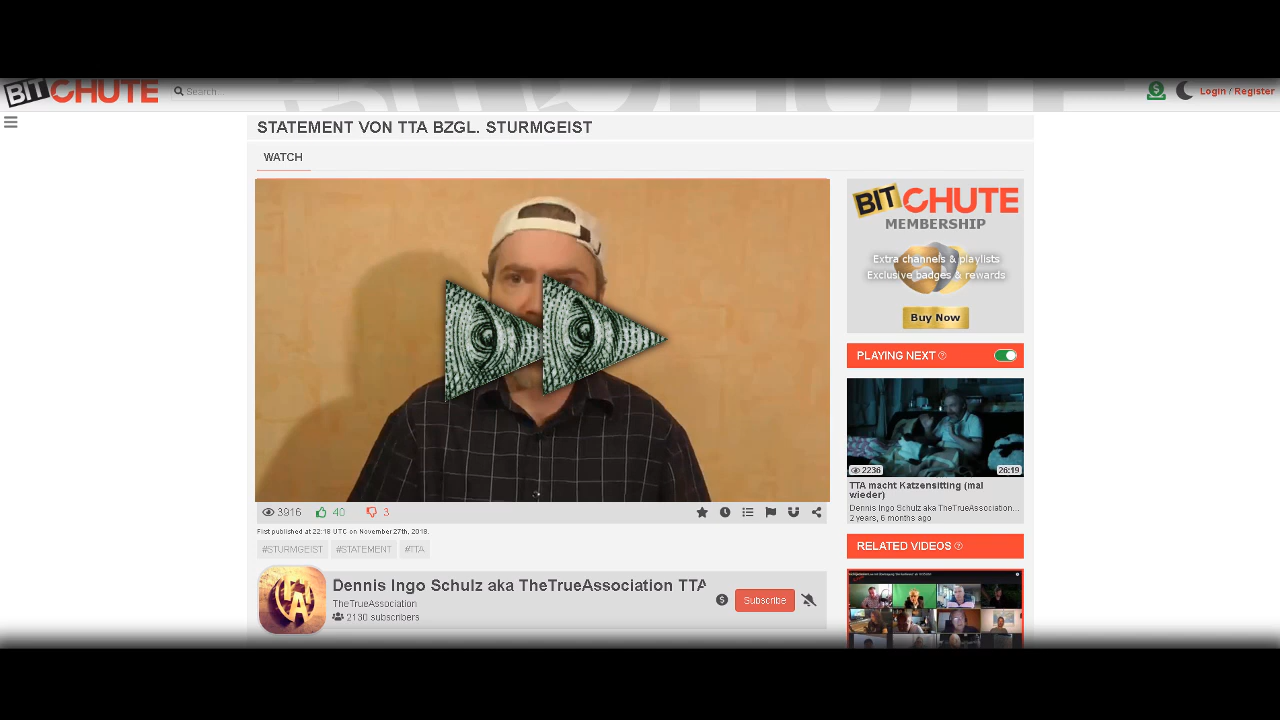 BITCHUTE
Search...
Login / Register
STATEMENT VON TTA BZGL. STURMGEIST
WATCH
BITCHUTE
MEMBERSHIP
Extra channels & playlists
Exclusive badges & rewards
Buy Now
PLAYING NEXT
2236
26:19
TTA macht Katzensitting (mal
wieder)
Dennis Ingo Schulz aka TheTrueAssociation...
2 years, 6 months ago
RELATED VIDEOS
3916
40
3
First published at 22:18 UTC on November 27th, 2018.
#STURMGEIST
#STATEMENT
#TTA
Dennis Ingo Schulz aka TheTrueAssociation TTA
TheTrueAssociation
2130 subscribers
Subscribe